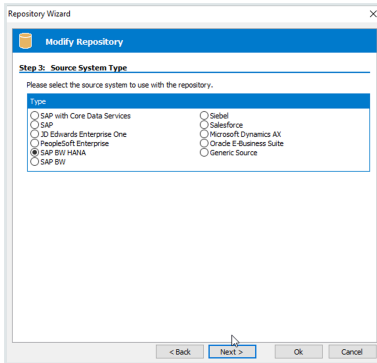 Repository Wizard
Modify Repository
Step 3: Source System Type
Please select the source system to use with the repository.
Type
SAP with Core Data Services
SAP
JD Edwards Enterprise One
PeopleSoft Enterprise
SAP BW HANA
SAP BW
Siebel
Salesforce
Microsoft Dynamics AX
Oracle E-Business Suite
Generic Source
< Back Next > Ok Cancel